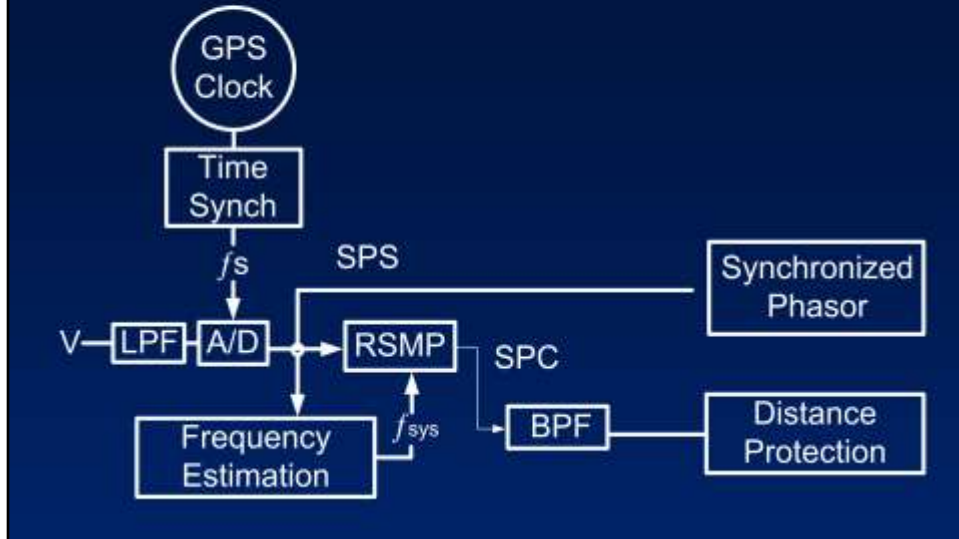 GPS
Clock
Time
Synch
fs
SPS
Synchronized
Phasor
V
LPF
A/D
RSMP
SPC
fsys
BPF
Distance
Protection
Frequency
Estimation